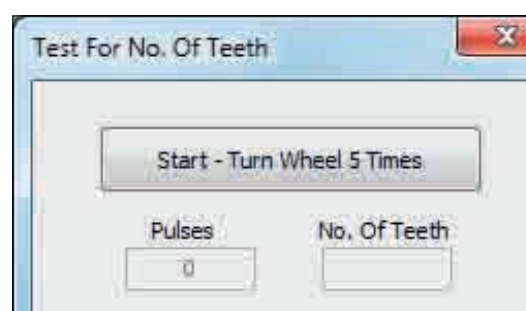 Test For No. Of Teeth
Start - Turn Wheel 5 Times
Pulses No. Of Teeth
0